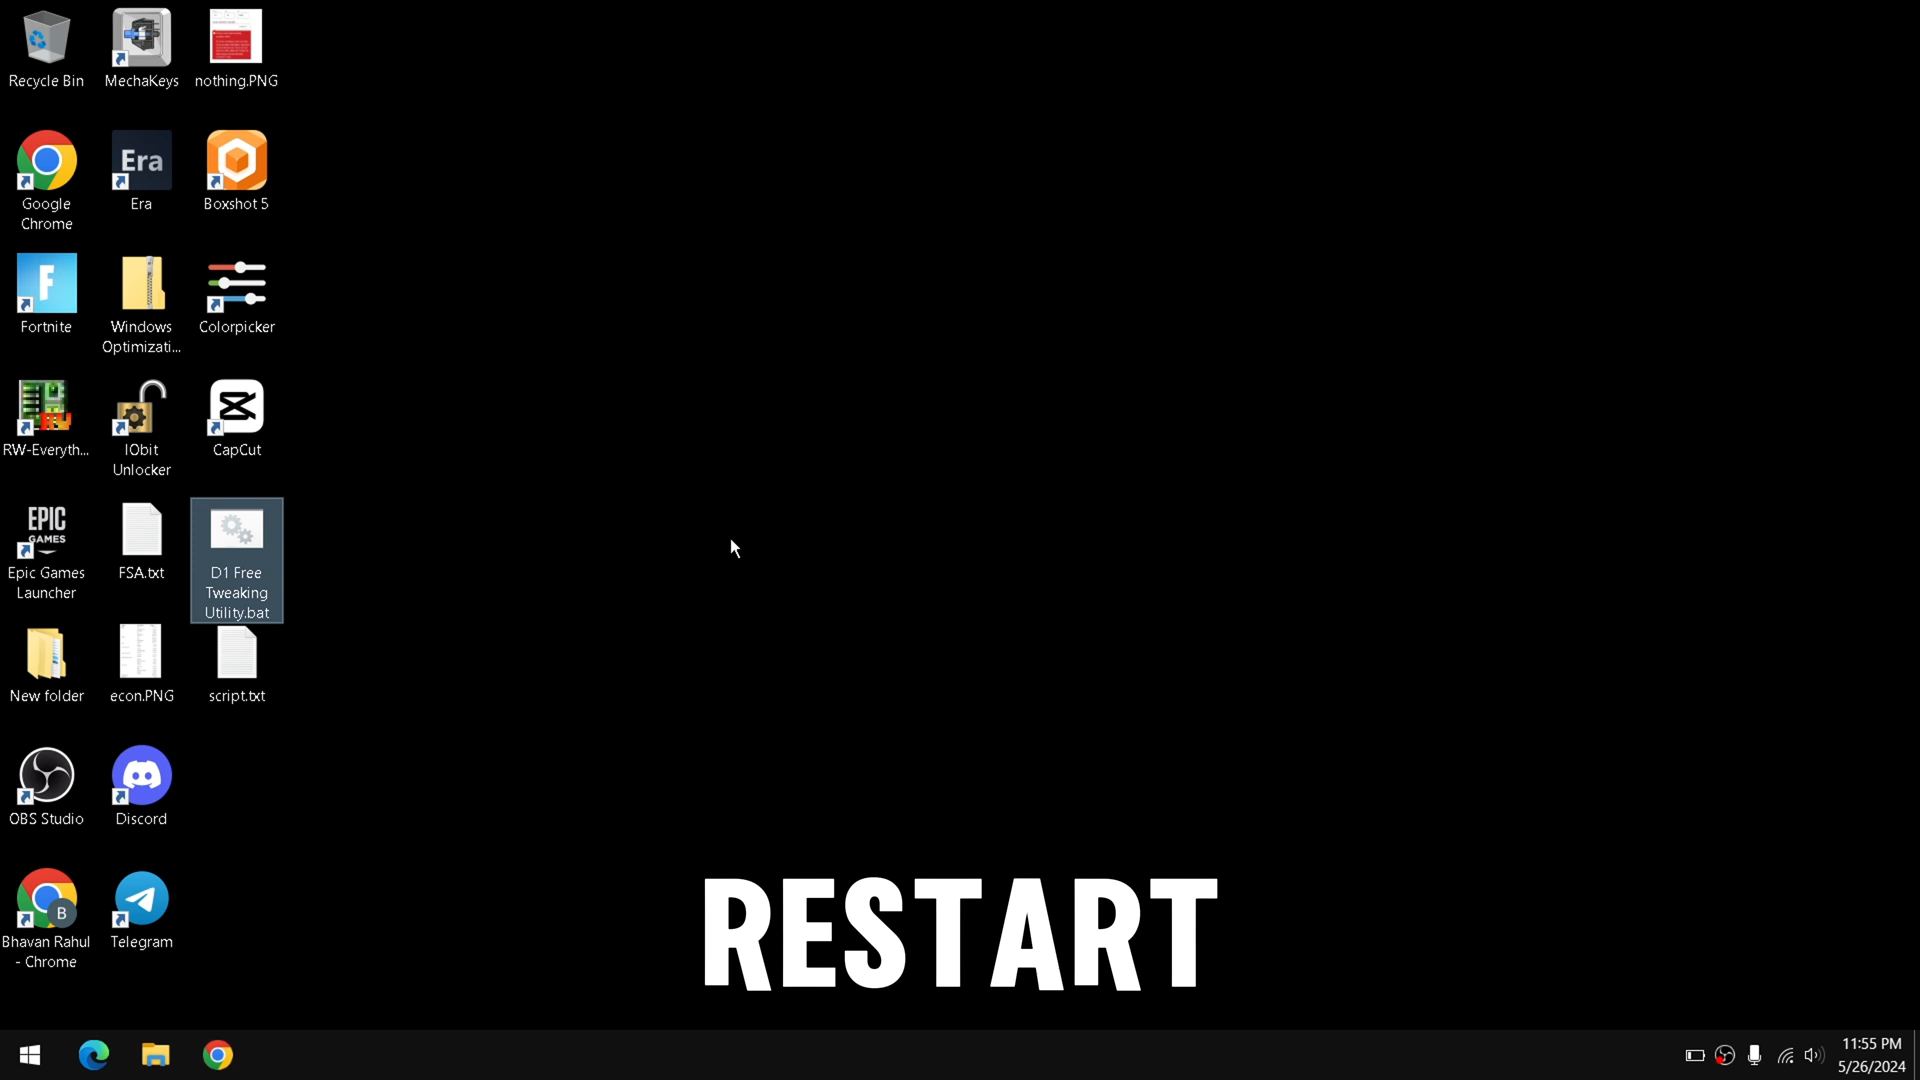 Recycle Bin
MechaKeys
nothing.PNG
Google
Chrome
Era
Era
Boxshot 5
F
Fortnite
Windows
Optimizati...
Colorpicker
RW-Everyth...
IObit
Unlocker
CapCut
EPIC
GAMES
Epic Games
Launcher
FSA.txt
D1 Free
Tweaking
Utility.bat
New folder
econ.PNG
script.txt
OBS Studio
Discord
B
Bhavan Rahul
- Chrome
Telegram
RESTART
11:55 PM
5/26/2024